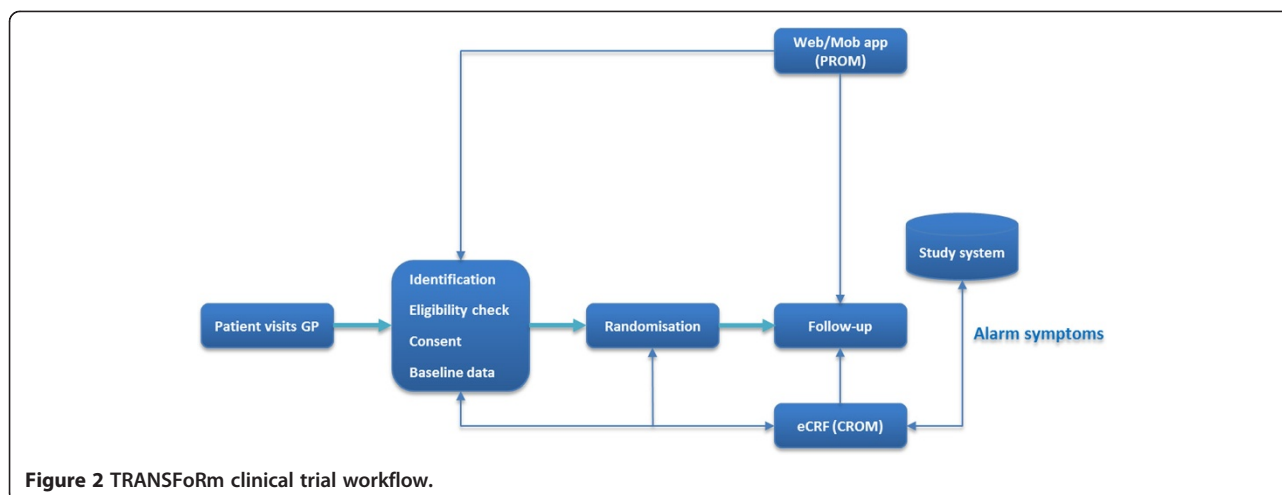 Web/Mob app
(PROM)
Study system
Identification
Eligibility check
Consent
Baseline data
Patient visits GP
Randomisation
Follow-up
Alarm symptoms
eCRF (CROM)
Figure 2 TRANSFoRm clinical trial workflow.